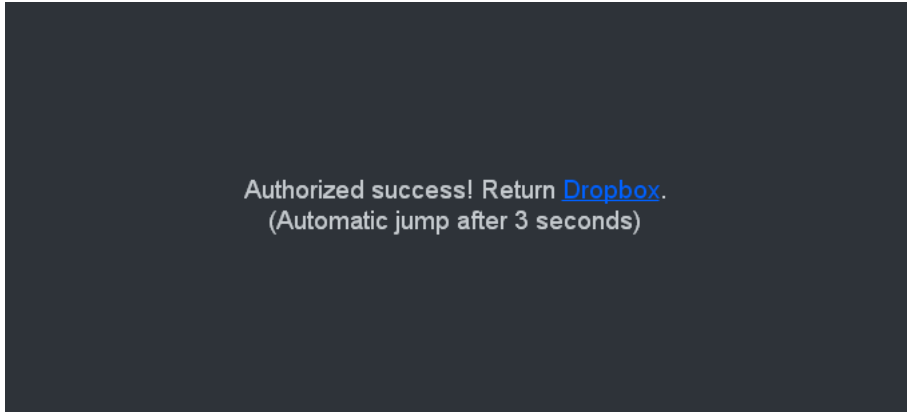 Authorized success! Return Dropbox.
(Automatic jump after 3 seconds)